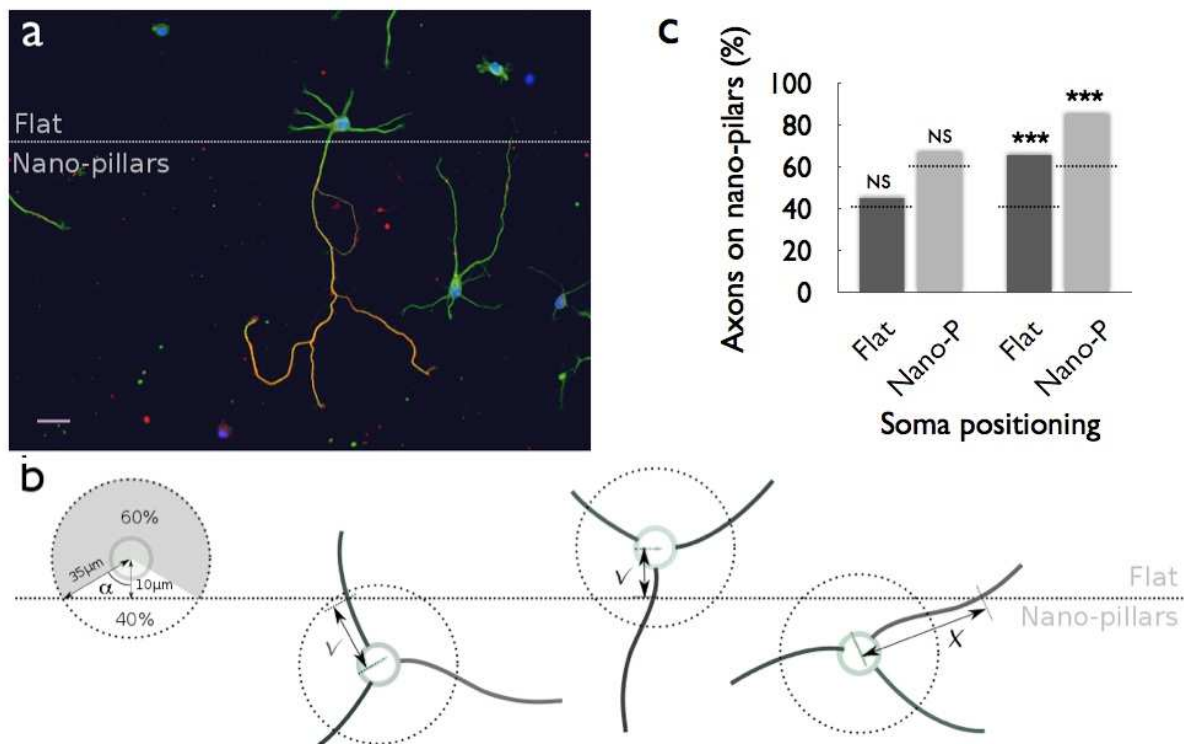 a
Flat
Nano-pillars
c
Axons on nano-pilars (%)
100
80
60
40
20
0
NS
NS
***
***
Flat
Nano-P
Flat
Nano-P
Soma positioning
b
60%
35µm
α
10µm
40%
v
v
x
Flat
Nano-pillars